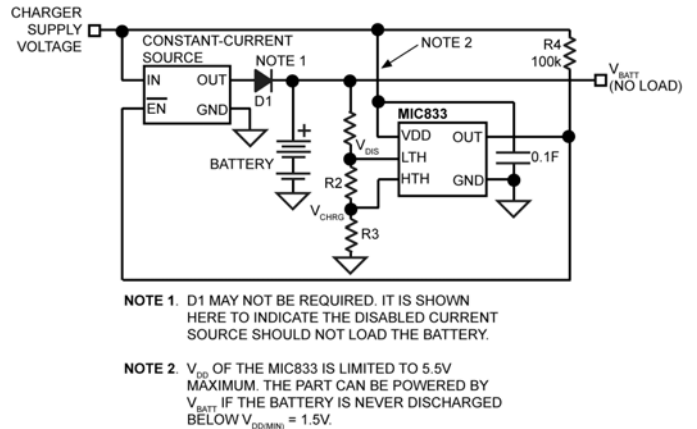 CHARGER
SUPPLY
VOLTAGE
CONSTANT-CURRENT
SOURCE
NOTE 1
NOTE 2
R4
100k
IN
OUT
EN
GND
D1
V_BATT
(NO LOAD)
MIC833
VDD
OUT
LTH
HTH
GND
0.1F
BATTERY
+
V_DIS
R2
V_CHRG
R3
NOTE 1. D1 MAY NOT BE REQUIRED. IT IS SHOWN
HERE TO INDICATE THE DISABLED CURRENT
SOURCE SHOULD NOT LOAD THE BATTERY.
NOTE 2. V_DD OF THE MIC833 IS LIMITED TO 5.5V
MAXIMUM. THE PART CAN BE POWERED BY
V_BATT IF THE BATTERY IS NEVER DISCHARGED
BELOW V_DD(MIN) = 1.5V.